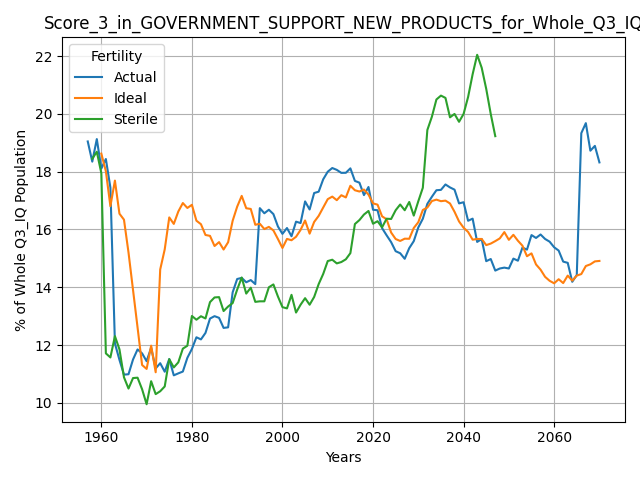 Score_3_in_GOVERNMENT_SUPPORT_NEW_PRODUCTS_for_Whole_Q3_IQ
Fertility
Actual
Ideal
Sterile
% of Whole Q3_IQ Population
22
20
18
16
14
12
10
1960 1980 2000 2020 2040 2060
Years